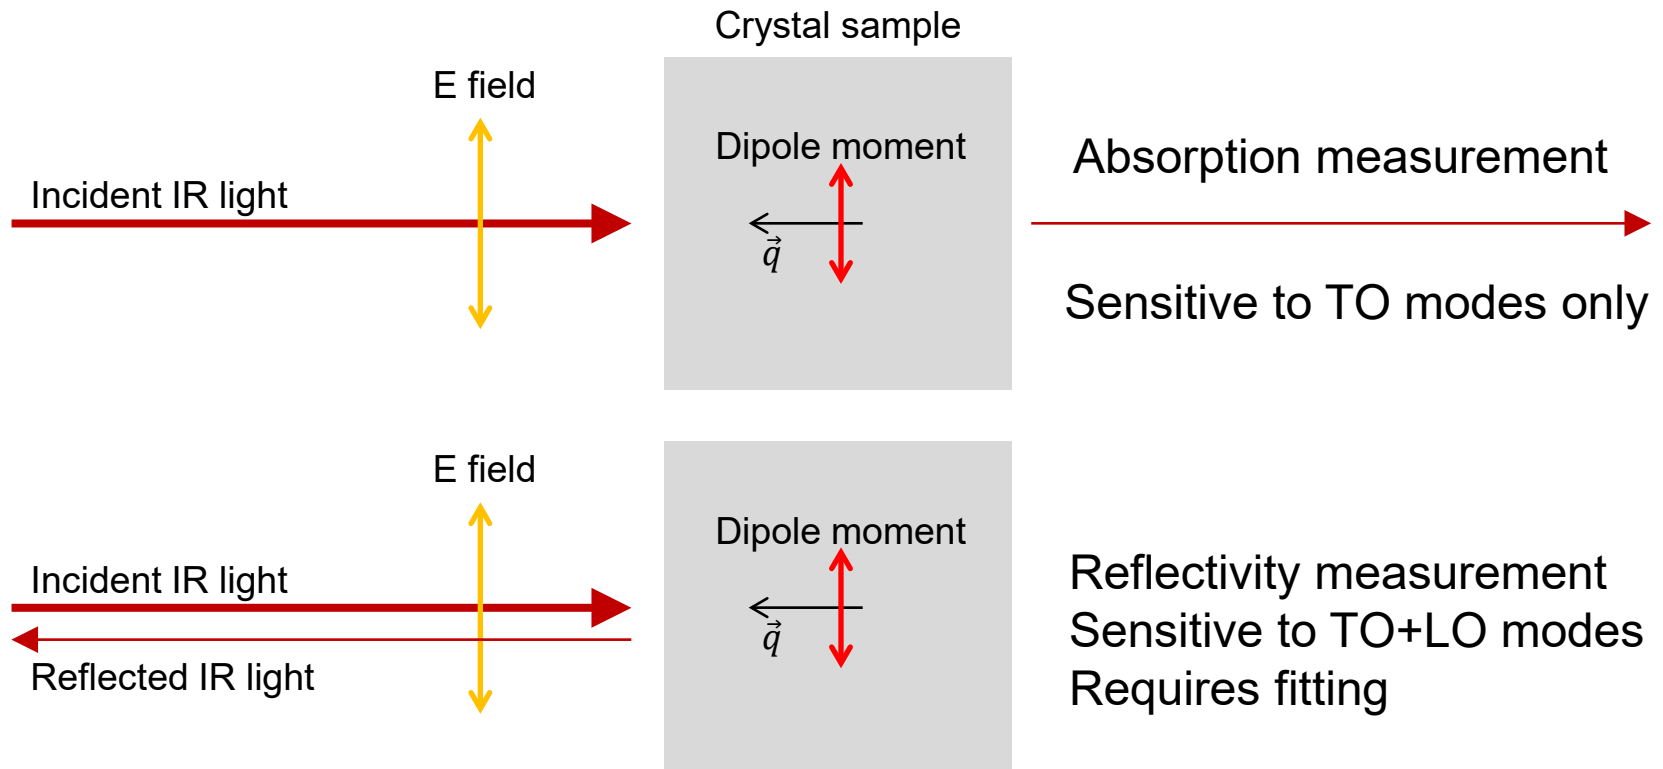 Crystal sample
E field
Dipole moment
Incident IR light
q⃗
Absorption measurement
Sensitive to TO modes only
E field
Dipole moment
Incident IR light
q⃗
Reflected IR light
Reflectivity measurement
Sensitive to TO+LO modes
Requires fitting